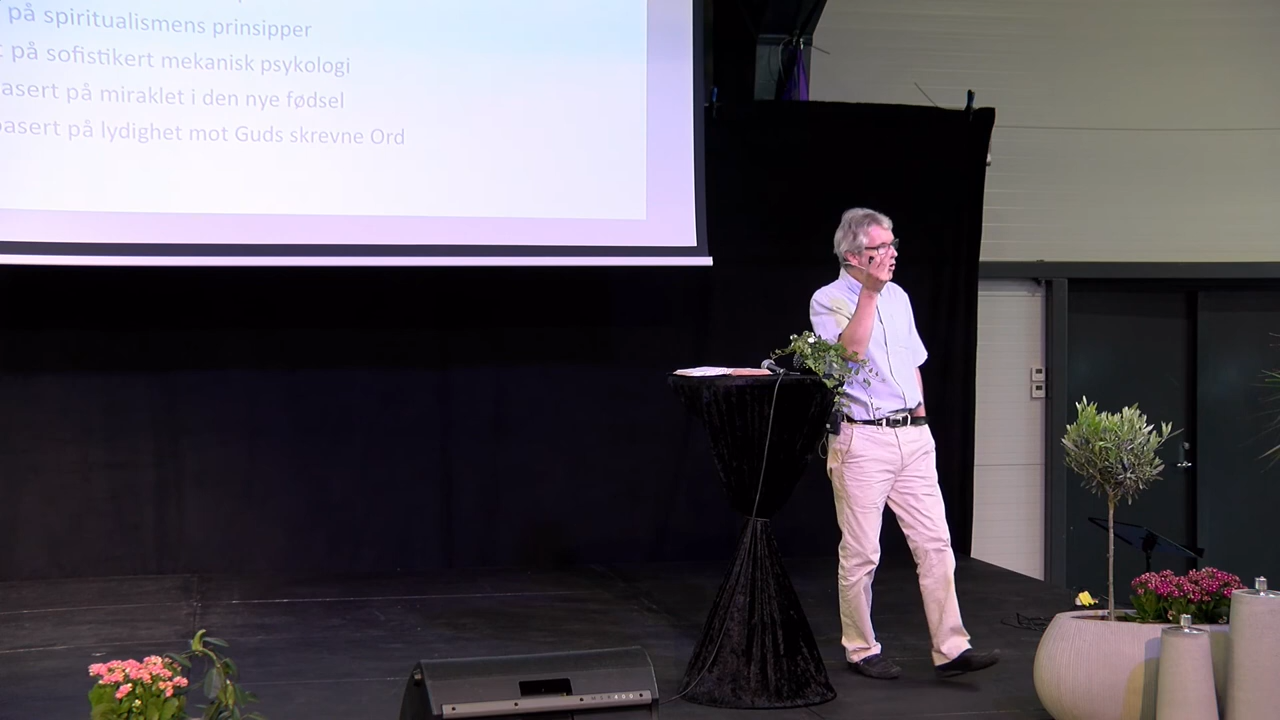 på spiritualismens prinsipper
på sofistikert mekanisk psykologi
asert på miraklet i den nye fødsel
basert på lydighet mot Guds skrevne Ord